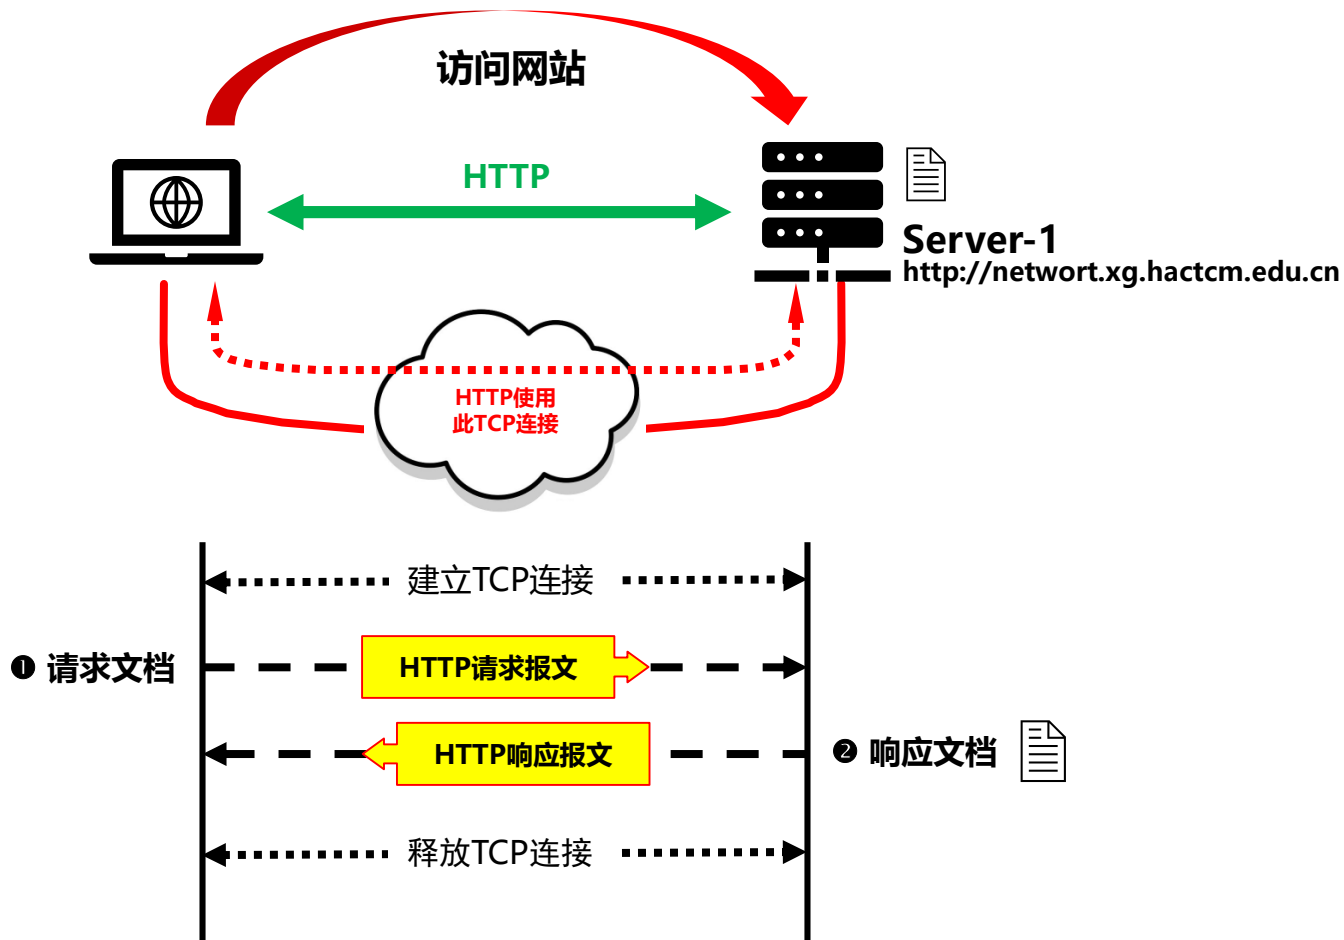 访问网站
HTTP
Server-1
http://networt.xg.hactcm.edu.cn
HTTP使用
此TCP连接
建立TCP连接
❶ 请求文档
HTTP请求报文
HTTP响应报文
❷ 响应文档
释放TCP连接